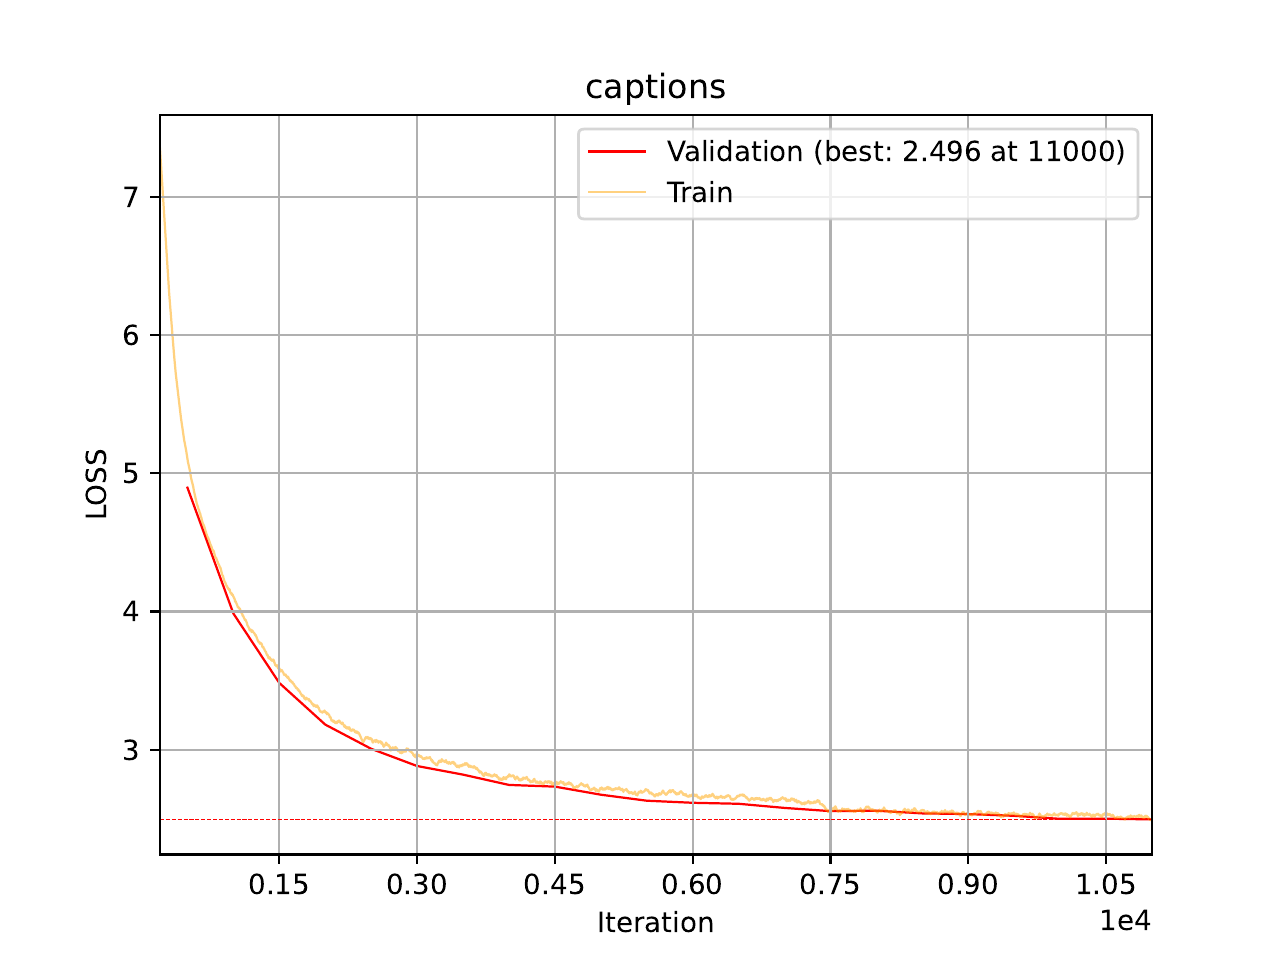 captions
Validation (best: 2.496 at 11000)
Train
7
6
5
4
3
LOSS
0.15 0.30 0.45 0.60 0.75 0.90 1.05
Iteration
1e4